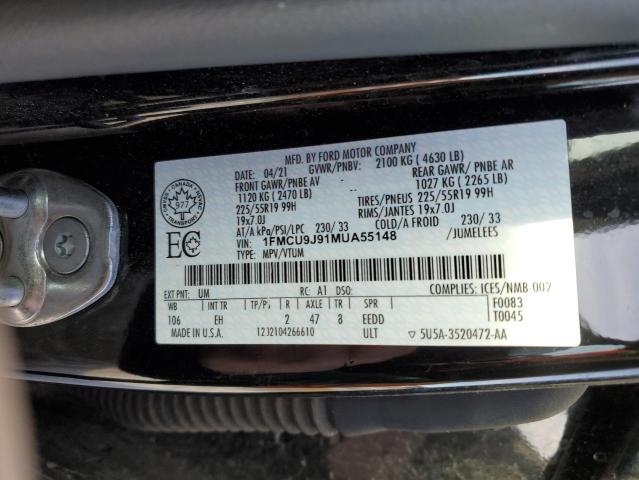 MFD. BY FORD MOTOR COMPANY
DATE: 04/21 GVWR/PNBV: 2100 KG ( 4630 LB)
FRONT GAWR/PNBE AV REAR GAWR/ PNBE AR
1120 KG ( 2470 LB) 1027 KG ( 2265 LB)
225/55R19 99H TIRES/PNEUS 225/55R19 99H
19x7.0J RIMS/JANTES 19x7.0J
AT/A kPa/PSI/LPC 230/ 33 COLD/A FROID 230/ 33
VIN: 1FMCU9J91MUA55148 /JUMELEES
TYPE: MPV/VTUM
CANADA
977
EC
EXT PNT: UM RC: A1 DSO: COMPLIES: ICES/NMB-002
WB INT TR TP/PS R AXLE TR SPR F0083
106 EH 2 47 8 EEDD T0045
MADE IN U.S.A. 12J2104266610 ULT ▽ 5U5A-3520472-AA